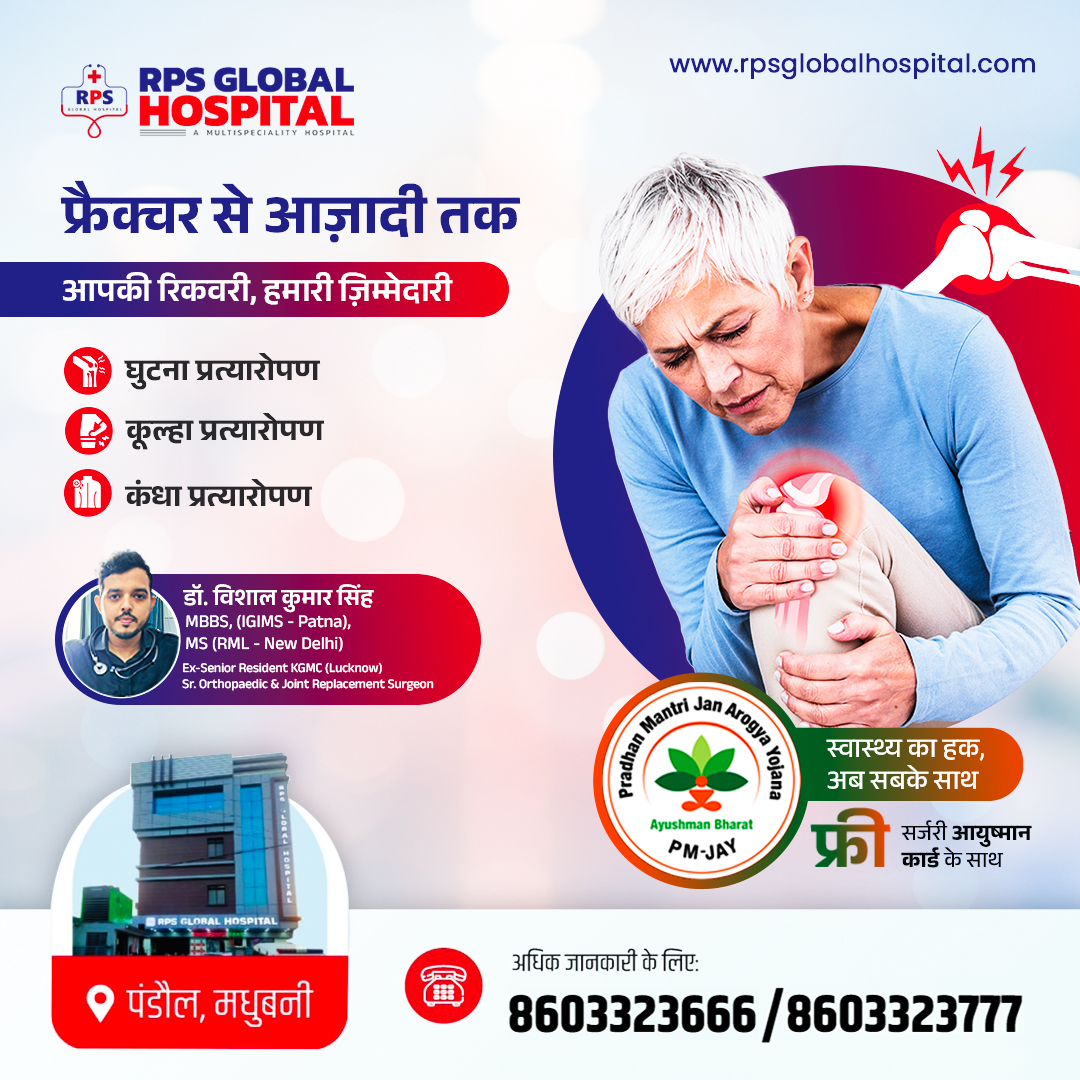 RPS
GLOBAL HOSPITAL
RPS GLOBAL
HOSPITAL
A MULTISPECIALITY HOSPITAL
www.rpsglobalhospital.com
फ्रैक्चर से आज़ादी तक
आपकी रिकवरी, हमारी ज़िम्मेदारी
घुटना प्रत्यारोपण
कूल्हा प्रत्यारोपण
कंधा प्रत्यारोपण
डॉ. विशाल कुमार सिंह
MBBS, (IGIMS - Patna),
MS (RML - New Delhi)
Ex-Senior Resident KGMC (Lucknow)
Sr. Orthopaedic & Joint Replacement Surgeon
Pradhan Mantri Jan Arogya Yojana
Ayushman Bharat
PM-JAY
स्वास्थ्य का हक,
अब सबके साथ
फ्री
सर्जरी आयुष्मान
कार्ड के साथ
RPS GLOBAL HOSPITAL
पंडौल, मधुबनी
अधिक जानकारी के लिए:
8603323666 / 8603323777